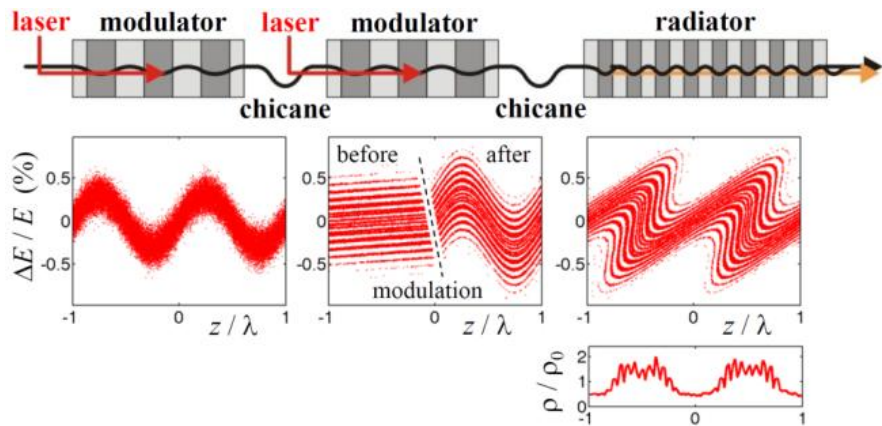 laser modulator laser modulator radiator
chicane chicane
ΔE / E (%)
0.5
0
-0.5
-1 0 1
z / λ
before after
modulation
0.5
0
-0.5
-1 0 1
z / λ
0.5
0
-0.5
-1 0 1
z / λ
ρ / ρ₀
2
1
0
-1 0 1